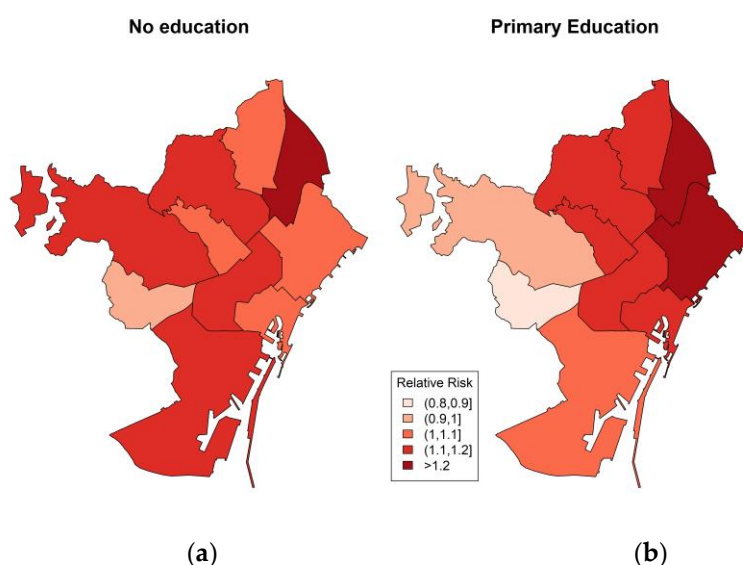 No education
Primary Education
Relative Risk
(0.8,0.9]
(0.9,1]
(1,1.1]
(1.1,1.2]
>1.2
(a)
(b)